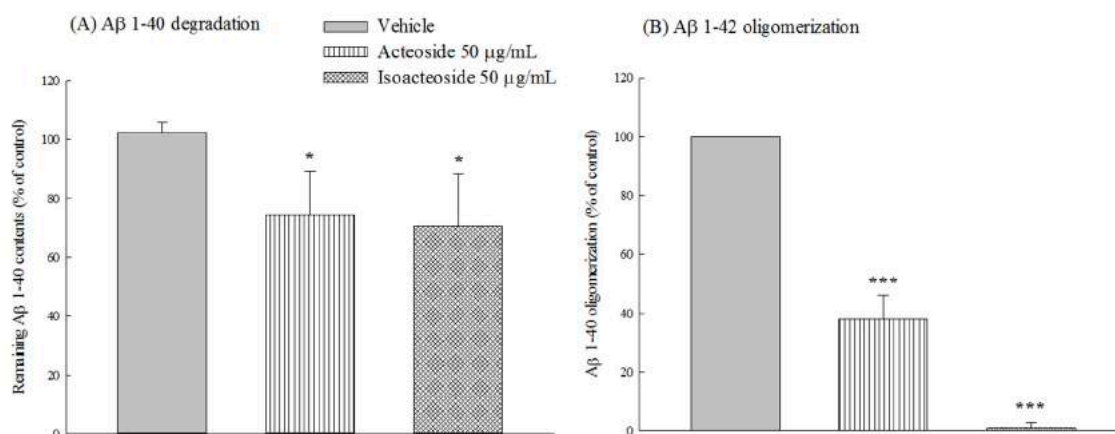 (A) Aβ 1-40 degradation
Vehicle
Acteoside 50 μg/mL
Isoacteoside 50 μg/mL
Remaining Aβ 1-40 contents (% of control)
120
100
80
60
40
20
0
*
*
(B) Aβ 1-42 oligomerization
Aβ 1-40 oligomerization (% of control)
120
100
80
60
40
20
0
***
***